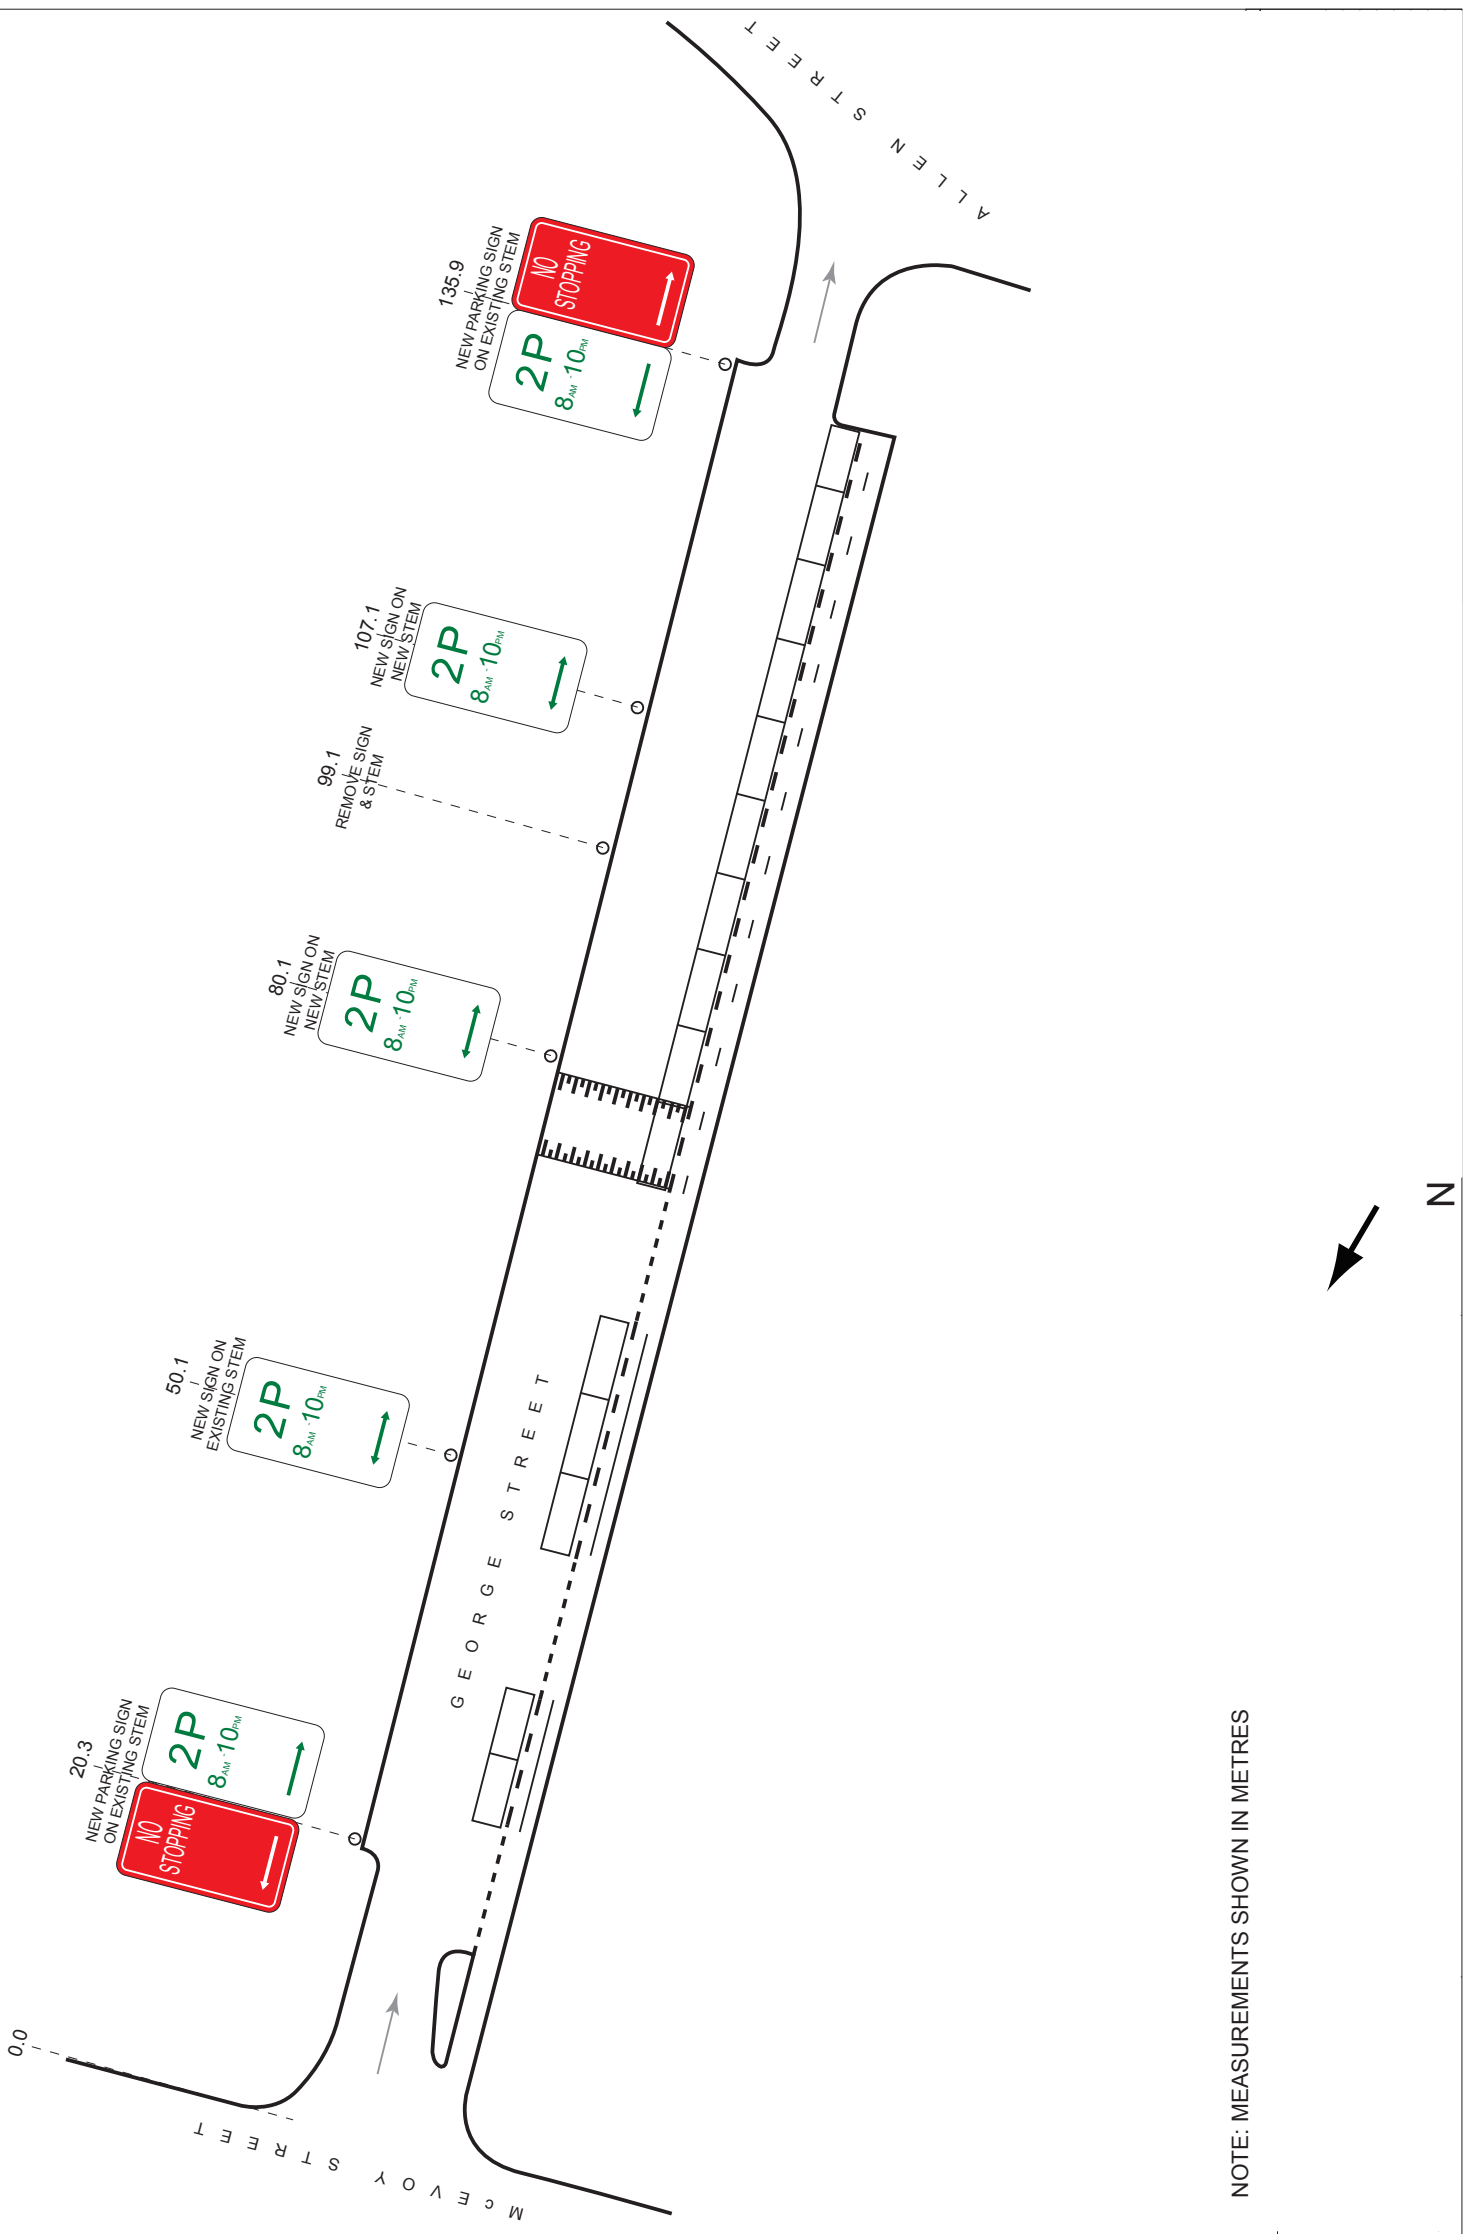 ALLEN STREET
135.9
NEW PARKING SIGN
ON EXISTING STEM
2P
8AM-10PM
NO
STOPPING
107.1
NEW SIGN ON
NEW STEM
2P
8AM-10PM
99.1
REMOVE SIGN
& STEM
80.1
NEW SIGN ON
NEW STEM
2P
8AM-10PM
50.1
NEW SIGN ON
EXISTING STEM
2P
8AM-10PM
GEORGE STREET
20.3
NEW PARKING SIGN
ON EXISTING STEM
NO
STOPPING
2P
8AM-10PM
0.0
McEVOY STREET
N
NOTE: MEASUREMENTS SHOWN IN METRES